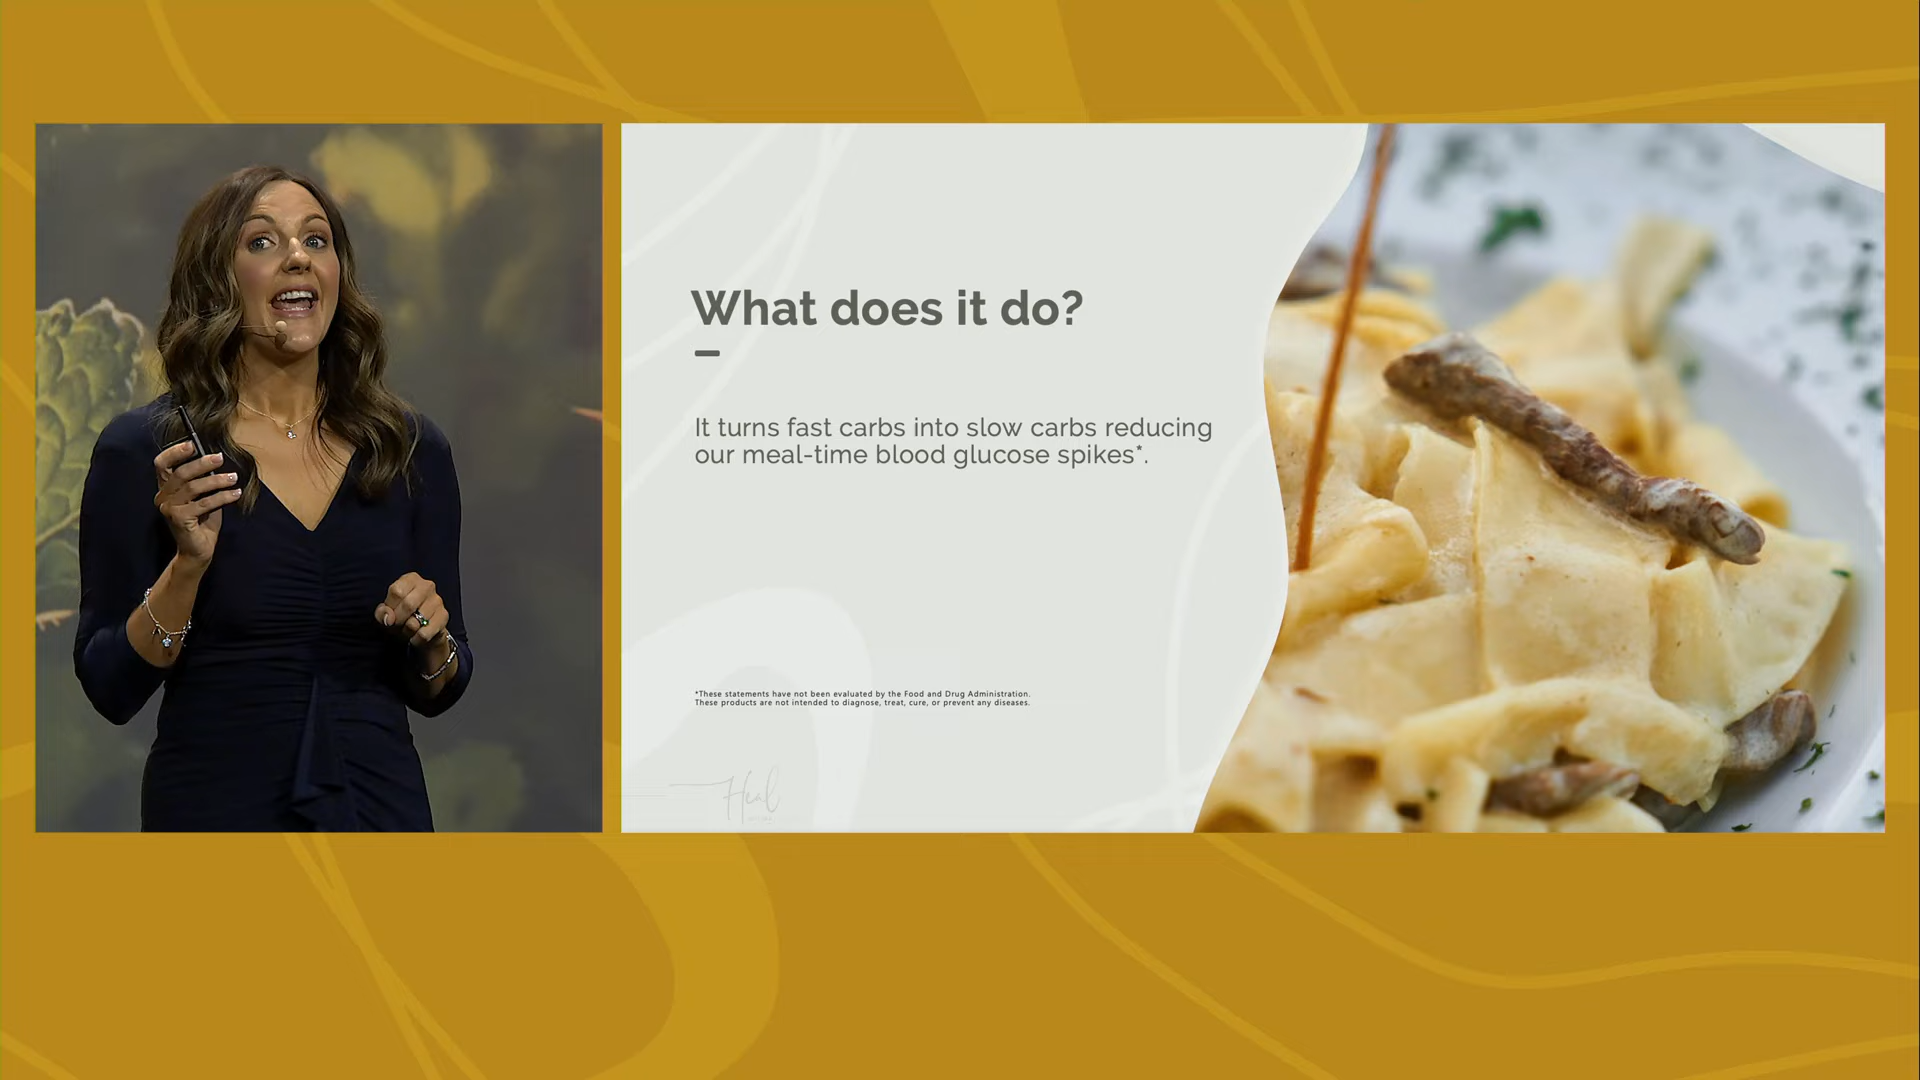 What does it do?
It turns fast carbs into slow carbs reducing
our meal-time blood glucose spikes*.
*These statements have not been evaluated by the Food and Drug Administration.
These products are not intended to diagnose, treat, cure, or prevent any diseases.
Heal